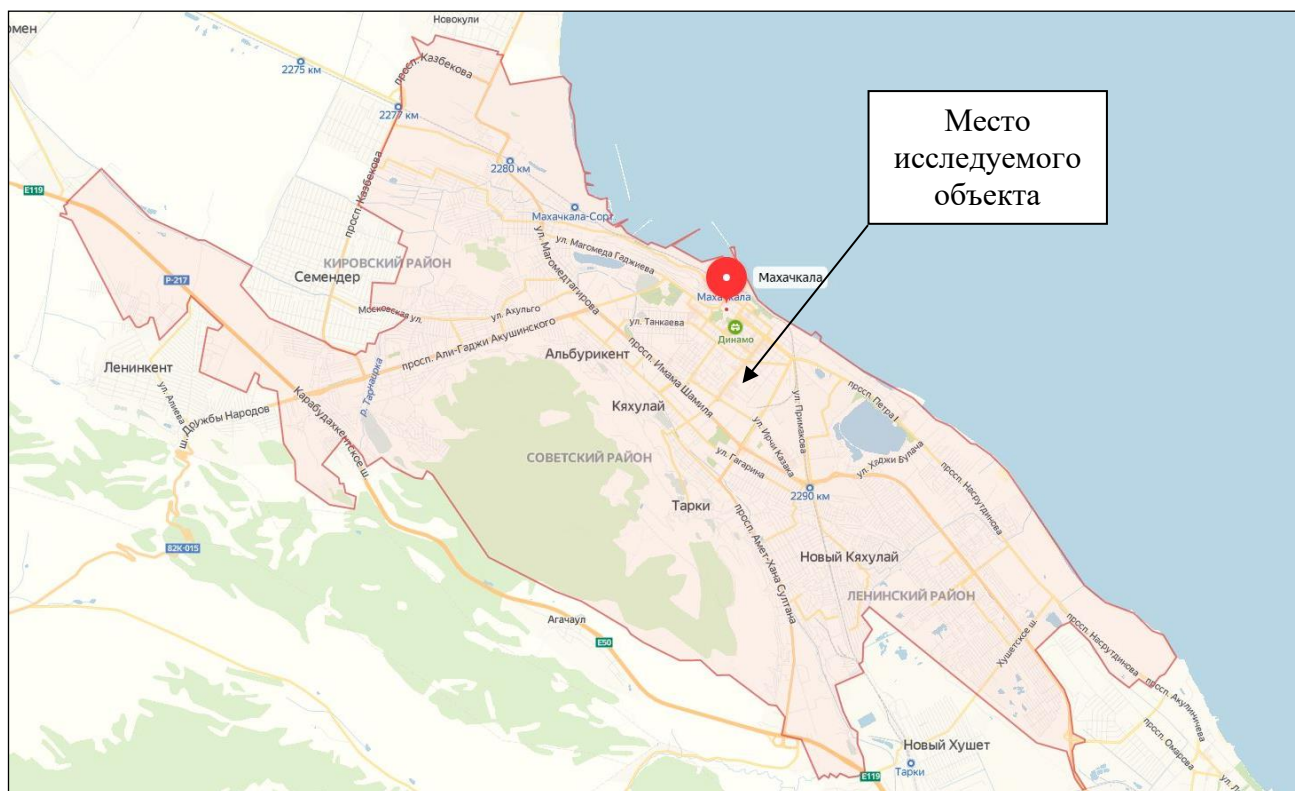 Новокули
омен
2275 км
просп. Казбекова
2277 км
Место
исследуемого
объекта
2280 км
E119
просп. Казбекова
Махачкала-Сорт.
ул. Магомедтагирова
ул. Магомеда Гаджиева
КИРОВСКИЙ РАЙОН
Семендер
Р-217
Махачкала
Махачкала
Московская ул.
ул. Ахульго
ул. Танкаева
Динамо
просп. Али-Гаджи Акушинского
Альбурикент
просп. Имама Шамиля
Ленинкент
р. Тарнаирка
ул. Алиева
ш. Дружбы Народов
Карабудахкентское ш.
Кяхулай
просп. Петра I
ул. Примакова
ул. Ирчи Казака
ул. Гагарина
ул. Хаджи Булача
СОВЕТСКИЙ РАЙОН
2290 км
просп. Насрутдинова
Тарки
82К-015
просп. Амет-Хана Султана
Новый Кяхулай
ЛЕНИНСКИЙ РАЙОН
Агачаул
E50
Хушетское ш.
просп. Насрутдинова
просп. Акулиничева
просп. Омарова
Новый Хушет
Тарки
E119